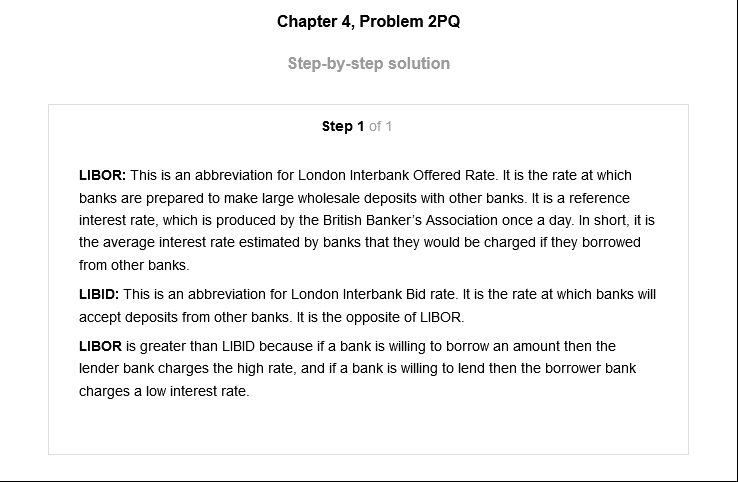 Chapter 4, Problem 2PQ
Step-by-step solution
Step 1 of 1
LIBOR: This is an abbreviation for London Interbank Offered Rate. It is the rate at which
banks are prepared to make large wholesale deposits with other banks. It is a reference
interest rate, which is produced by the British Banker's Association once a day. In short, it is
the average interest rate estimated by banks that they would be charged if they borrowed
from other banks.
LIBID: This is an abbreviation for London Interbank Bid rate. It is the rate at which banks will
accept deposits from other banks. It is the opposite of LIBOR.
LIBOR is greater than LIBID because if a bank is willing to borrow an amount then the
lender bank charges the high rate, and if a bank is willing to lend then the borrower bank
charges a low interest rate.